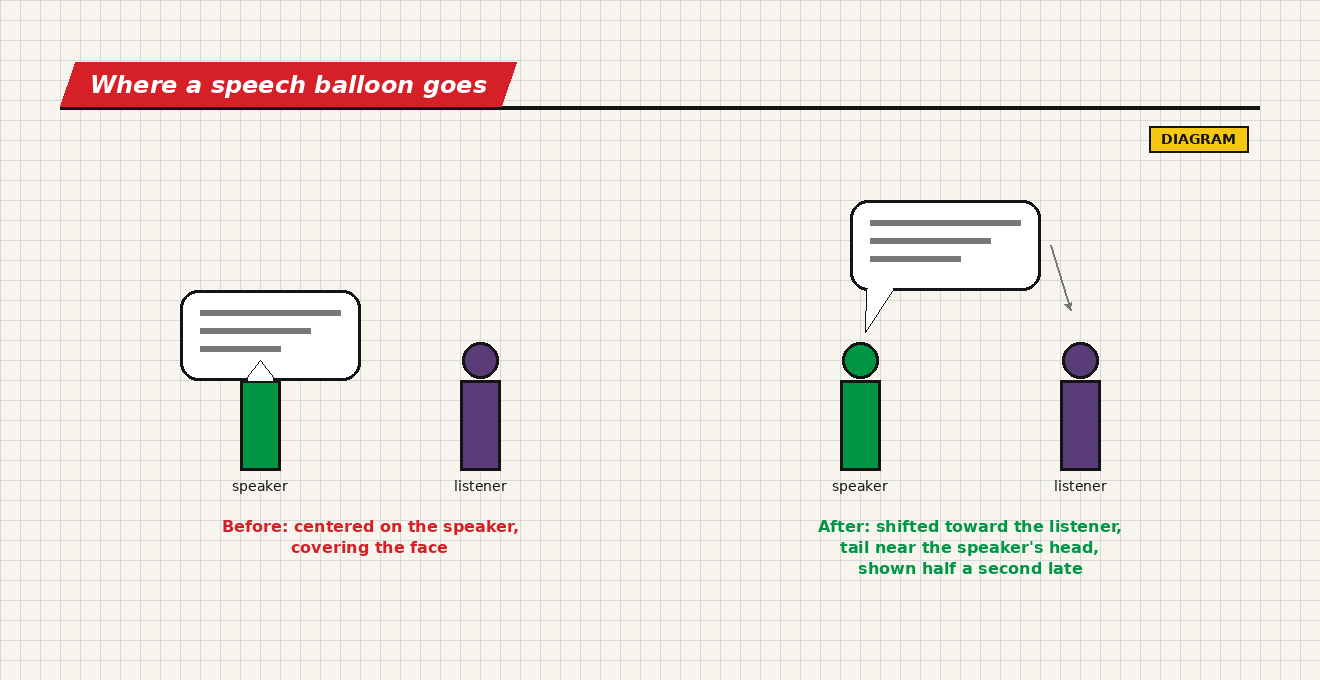 Where a speech balloon goes
DIAGRAM
speaker
listener
Before: centered on the speaker,
covering the face
speaker
listener
After: shifted toward the listener,
tail near the speaker's head,
shown half a second late